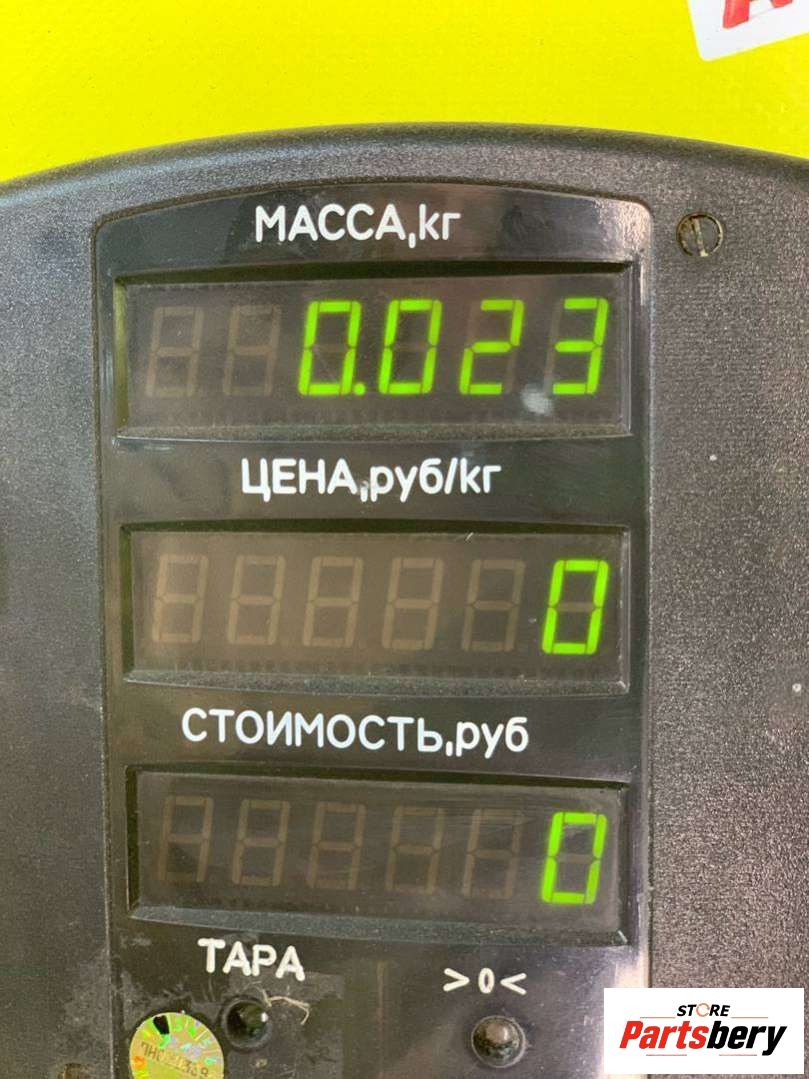 МАССА,кг
0.023
ЦЕНА,руб/кг
0
СТОИМОСТЬ,руб
0
ТАРА
>0<
STORE
Partsbery